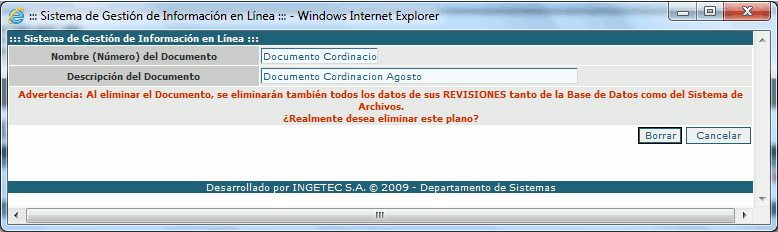 ::: Sistema de Gestión de Información en Línea ::: - Windows Internet Explorer
::: Sistema de Gestión de Información en Línea :::
Nombre (Número) del Documento Documento Cordinacio
Descripción del Documento Documento Cordinacion Agosto
Advertencia: Al eliminar el Documento, se eliminarán también todos los datos de sus REVISIONES tanto de la Base de Datos como del Sistema de
Archivos.
¿Realmente desea eliminar este plano?
Borrar Cancelar
Desarrollado por INGETEC S.A. © 2009 - Departamento de Sistemas